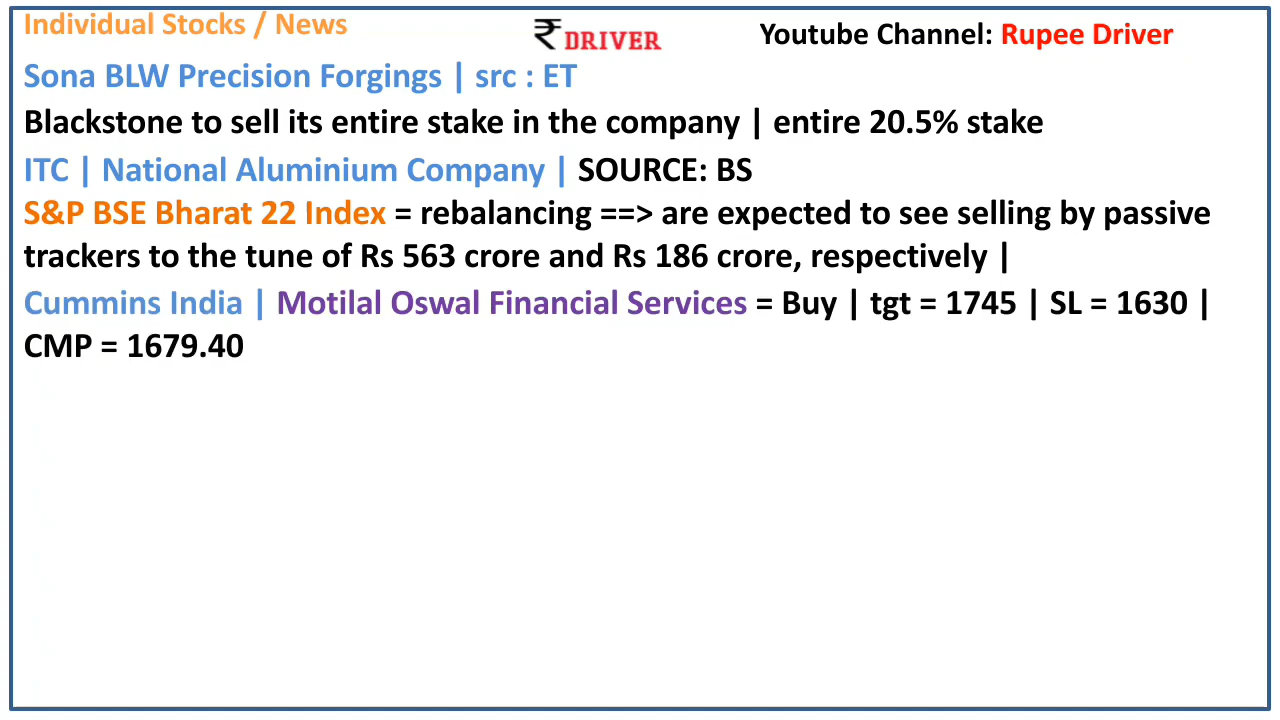 Individual Stocks / News
₹ DRIVER
Youtube Channel: Rupee Driver
Sona BLW Precision Forgings | src : ET
Blackstone to sell its entire stake in the company | entire 20.5% stake
ITC | National Aluminium Company | SOURCE: BS
S&P BSE Bharat 22 Index = rebalancing ==> are expected to see selling by passive
trackers to the tune of Rs 563 crore and Rs 186 crore, respectively |
Cummins India | Motilal Oswal Financial Services = Buy | tgt = 1745 | SL = 1630 |
CMP = 1679.40